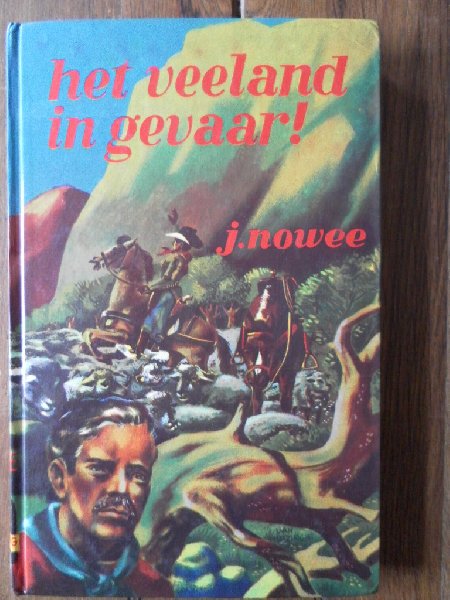 het veeland
in gevaar!
j. nowee